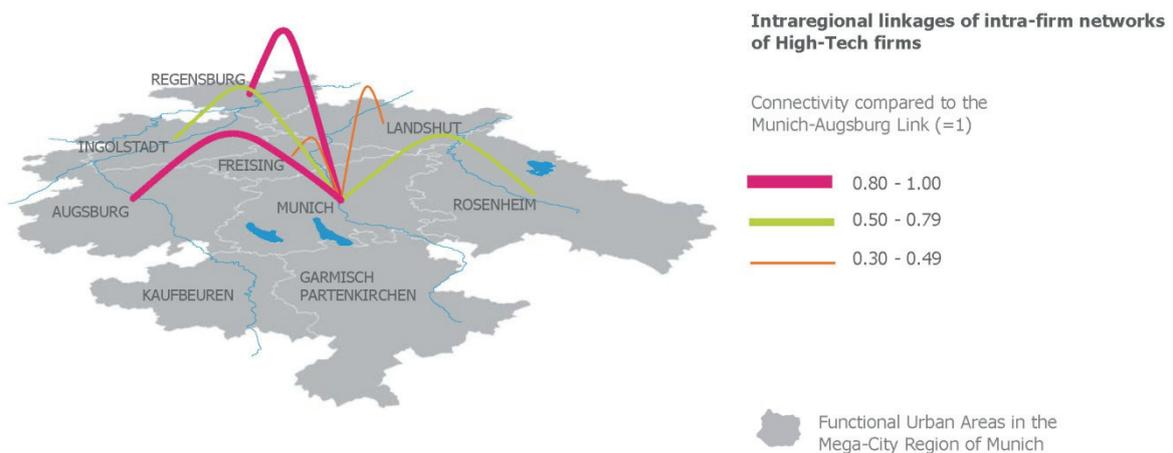 Intraregional linkages of intra-firm networks
of High-Tech firms
Connectivity compared to the
Munich-Augsburg Link (=1)
0.80 - 1.00
0.50 - 0.79
0.30 - 0.49
Functional Urban Areas in the
Mega-City Region of Munich
REGENSBURG
INGOLSTADT
LANDSHUT
FREISING
AUGSBURG
MUNICH
ROSENHEIM
KAUFBEUREN
GARMISCH
PARTENKIRCHEN